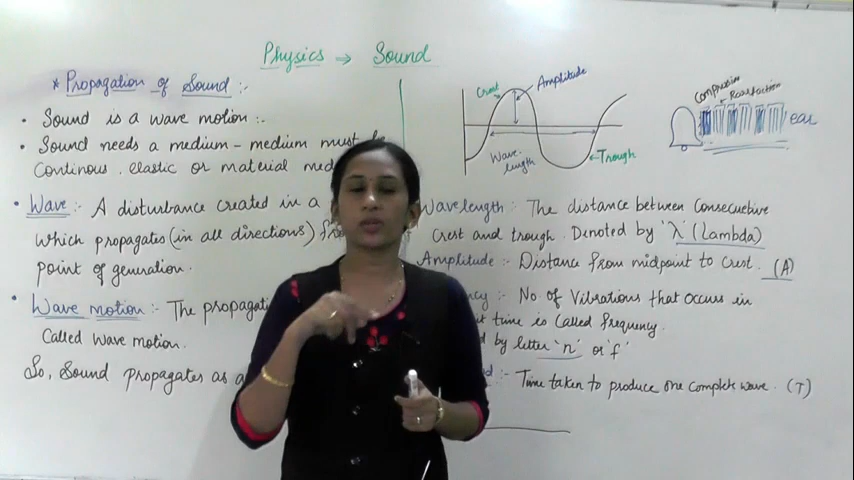 Physics → Sound
* Propagation of Sound :-
• Sound is a wave motion :-
• Sound needs a medium - medium must be
Continous, elastic or material med
• Wave :- A disturbance created in a
which propagates (in all directions) fr
point of generation.
• Wave motion :- The propagati
Called wave motion.
So, Sound propagates as a
Crest
Amplitude
Wave-
length
Trough
Compression
Rarefaction
ear
Wavelength :- The distance between Consecuebive
Crest and trough. Denoted by 'λ' (lambda)
Amplitude :- Distance from midpoint to Crest. (A)
ncy :- No. of Vibrations that occurs in
t time is Called frequency.
d by letter 'n' or 'f'
d :- Time taken to produce one complete wave. (T)